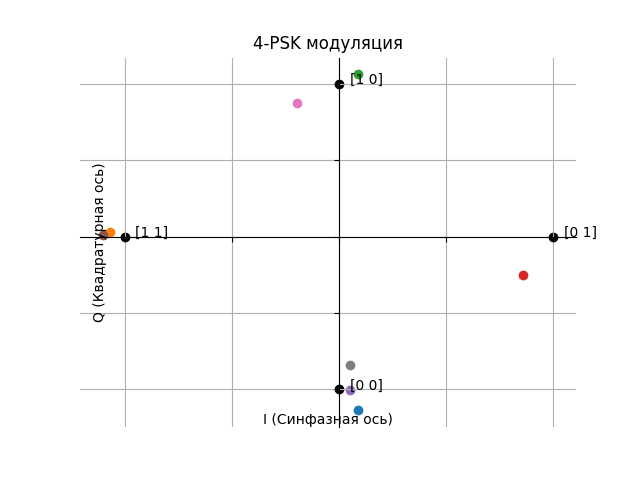 4-PSK модуляция
[1 0]
[1 1]
[0 1]
Q (Квадратурная ось)
[0 0]
I (Синфазная ось)